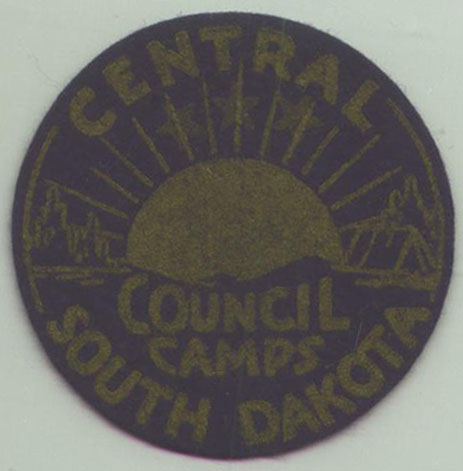 CENTRAL
COUNCIL
CAMPS
SOUTH DAKOTA